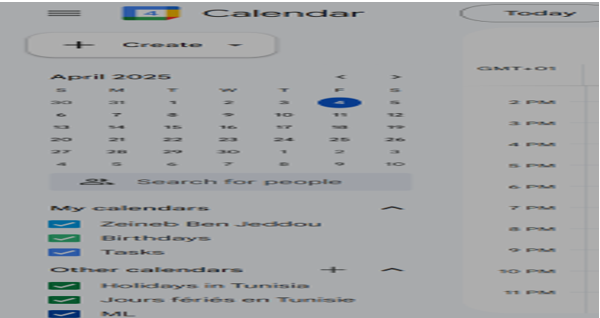 4 Calendar
Today
+ Create
April 2025 < >
S M T W T F S
30 31 1 2 3 4 5
6 7 8 9 10 11 12
13 14 15 16 17 18 19
20 21 22 23 24 25 26
27 28 29 30 1 2 3
4 5 6 7 8 9 10
Search for people
My calendars
Zeineb Ben Jeddou
Birthdays
Tasks
Other calendars +
Holidays in Tunisia
Jours fériés en Tunisie
ML
GMT+01
2 PM
3 PM
4 PM
5 PM
6 PM
7 PM
8 PM
9 PM
10 PM
11 PM